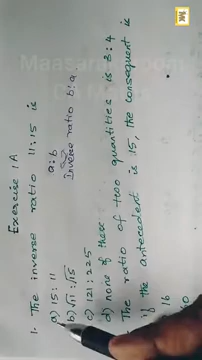 Exercise 1A
1. The inverse ratio 11:15 is
a) 15:11
a:b
b) √11:√15
Inverse ratio b:a
c) 121:225
d) none of these
The ratio of two quantities is 3:4
if the antecedent is 15, the consequent is
16